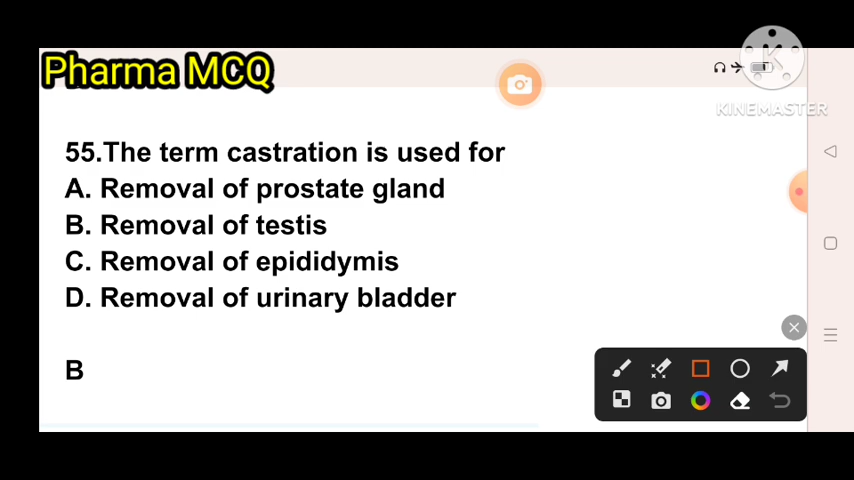 Pharma MCQ
KINEMASTER
55.The term castration is used for
A. Removal of prostate gland
B. Removal of testis
C. Removal of epididymis
D. Removal of urinary bladder
B